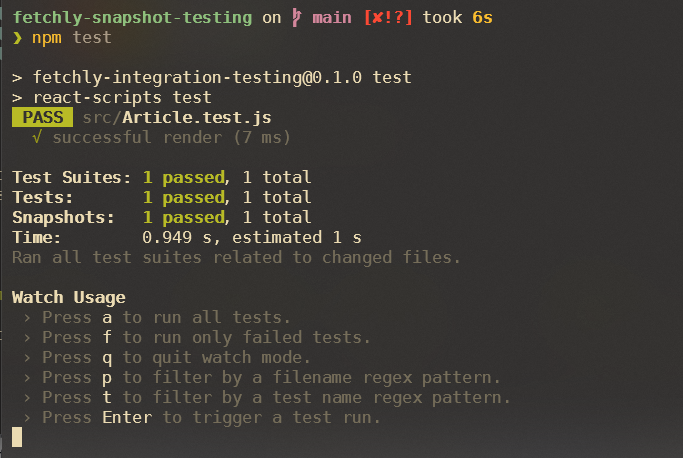 fetchly-snapshot-testing on main [✘!?] took 6s
❯ npm test
> fetchly-integration-testing@0.1.0 test
> react-scripts test
PASS src/Article.test.js
√ successful render (7 ms)
Test Suites: 1 passed, 1 total
Tests: 1 passed, 1 total
Snapshots: 1 passed, 1 total
Time: 0.949 s, estimated 1 s
Ran all test suites related to changed files.
Watch Usage
› Press a to run all tests.
› Press f to run only failed tests.
› Press q to quit watch mode.
› Press p to filter by a filename regex pattern.
› Press t to filter by a test name regex pattern.
› Press Enter to trigger a test run.